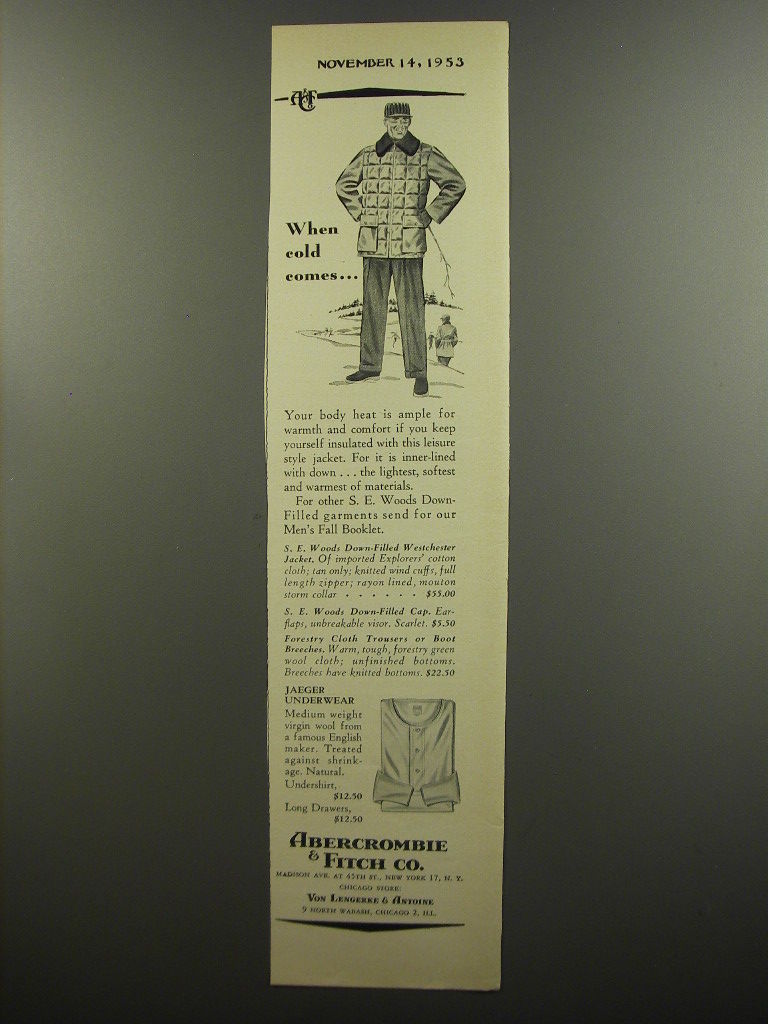 NOVEMBER 14, 1953
A&F Co
When
cold
comes...
Your body heat is ample for
warmth and comfort if you keep
yourself insulated with this leisure
style jacket. For it is inner-lined
with down . . . the lightest, softest
and warmest of materials.
For other S. E. Woods Down-
Filled garments send for our
Men's Fall Booklet.
S. E. Woods Down-Filled Westchester
Jacket. Of imported Explorers' cotton
cloth; tan only; knitted wind cuffs, full
length zipper; rayon lined, mouton
storm collar . . . . . . $55.00
S. E. Woods Down-Filled Cap. Ear-
flaps, unbreakable visor. Scarlet. $5.50
Forestry Cloth Trousers or Boot
Breeches. Warm, tough, forestry green
wool cloth; unfinished bottoms.
Breeches have knitted bottoms. $22.50
JAEGER
UNDERWEAR
Medium weight
virgin wool from
a famous English
maker. Treated
against shrink-
age. Natural.
Undershirt,
$12.50
Long Drawers,
$12.50
ABERCROMBIE
& FITCH CO.
MADISON AVE. AT 45TH ST., NEW YORK 17, N. Y.
CHICAGO STORE:
VON LENGERKE & ANTOINE
9 NORTH WABASH, CHICAGO 2, ILL.